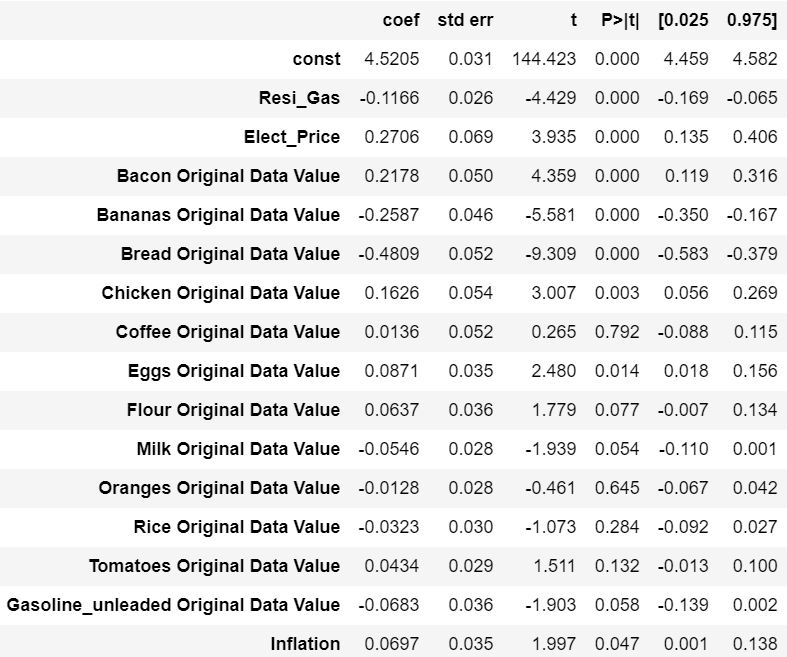 coef std err t P>|t| [0.025 0.975]
const 4.5205 0.031 144.423 0.000 4.459 4.582
Resi_Gas -0.1166 0.026 -4.429 0.000 -0.169 -0.065
Elect_Price 0.2706 0.069 3.935 0.000 0.135 0.406
Bacon Original Data Value 0.2178 0.050 4.359 0.000 0.119 0.316
Bananas Original Data Value -0.2587 0.046 -5.581 0.000 -0.350 -0.167
Bread Original Data Value -0.4809 0.052 -9.309 0.000 -0.583 -0.379
Chicken Original Data Value 0.1626 0.054 3.007 0.003 0.056 0.269
Coffee Original Data Value 0.0136 0.052 0.265 0.792 -0.088 0.115
Eggs Original Data Value 0.0871 0.035 2.480 0.014 0.018 0.156
Flour Original Data Value 0.0637 0.036 1.779 0.077 -0.007 0.134
Milk Original Data Value -0.0546 0.028 -1.939 0.054 -0.110 0.001
Oranges Original Data Value -0.0128 0.028 -0.461 0.645 -0.067 0.042
Rice Original Data Value -0.0323 0.030 -1.073 0.284 -0.092 0.027
Tomatoes Original Data Value 0.0434 0.029 1.511 0.132 -0.013 0.100
Gasoline_unleaded Original Data Value -0.0683 0.036 -1.903 0.058 -0.139 0.002
Inflation 0.0697 0.035 1.997 0.047 0.001 0.138